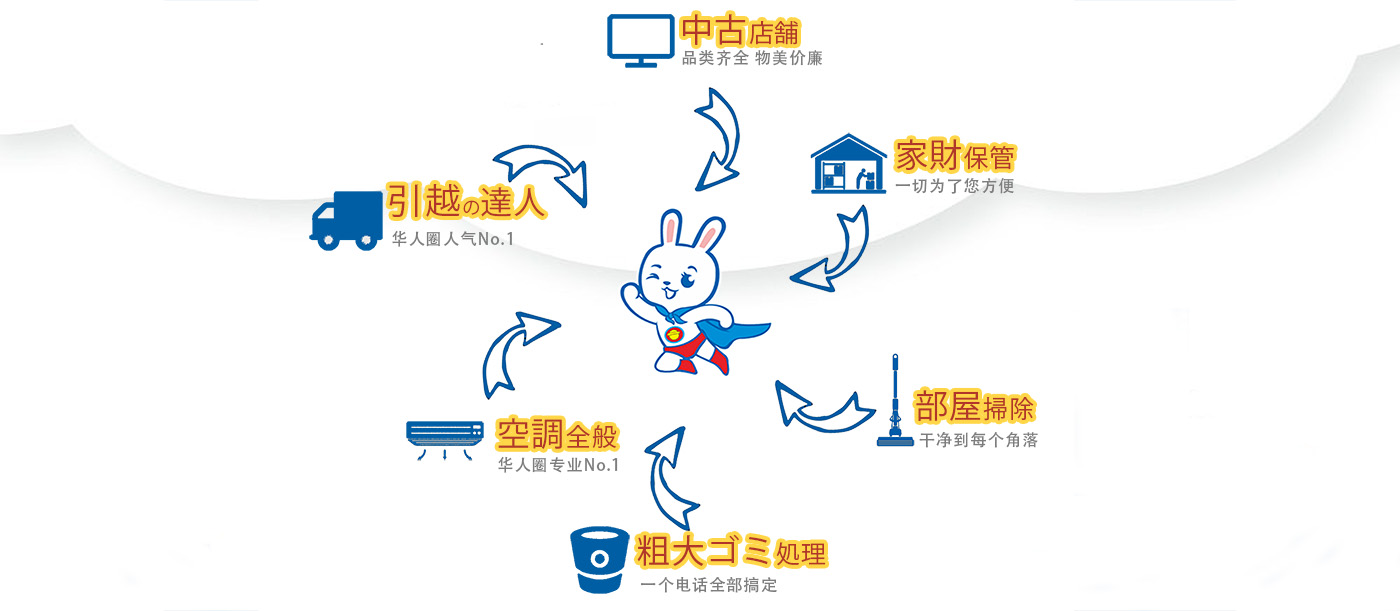 中古店舗
品类齐全 物美价廉
家財保管
一切为了您方便
引越の達人
华人圈人气No.1
部屋掃除
干净到每个角落
空調全般
华人圈专业No.1
粗大ゴミ処理
一个电话全部搞定